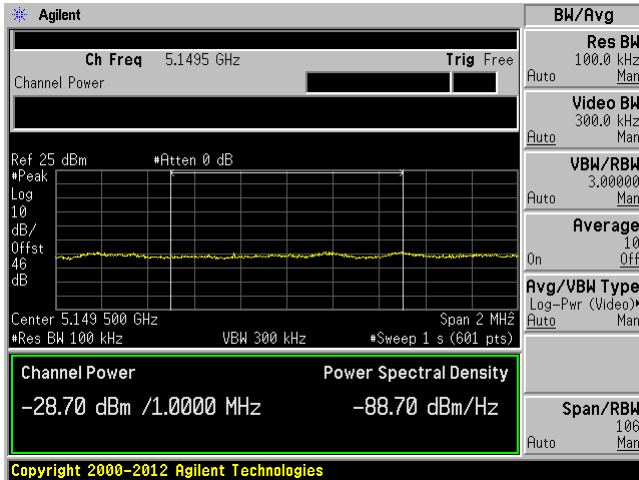 Agilent
BW/Avg
Ch Freq 5.1495 GHz Trig Free
Channel Power
Res BW
100.0 kHz
Auto Man
Video BW
300.0 kHz
Auto Man
VBW/RBW
3.00000
Auto Man
Average
10
On Off
Avg/VBW Type
Log-Pwr (Video)
Auto Man
Span/RBW
106
Auto Man
Ref 25 dBm #Atten 0 dB
#Peak
Log
10
dB/
Offst
46
dB
Center 5.149 500 GHz Span 2 MHz
#Res BW 100 kHz VBW 300 kHz #Sweep 1 s (601 pts)
Channel Power Power Spectral Density
-28.70 dBm /1.0000 MHz -88.70 dBm/Hz
Copyright 2000-2012 Agilent Technologies